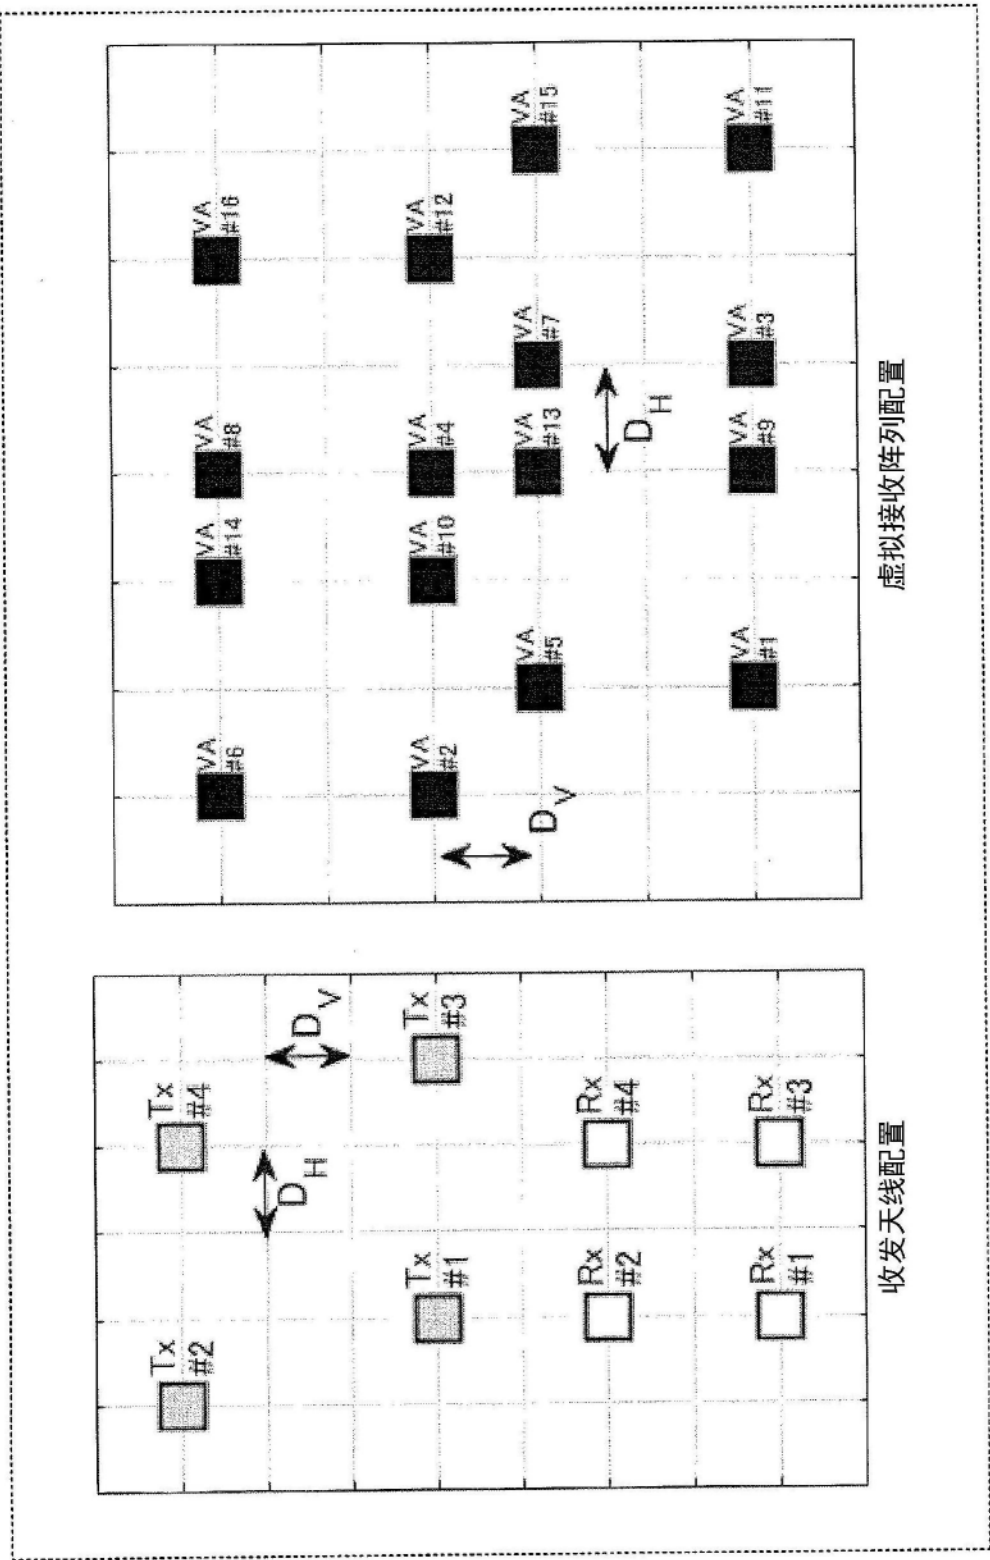 VA
#16
VA
#12
VA
#15
VA
#11
VA
#8
VA
#4
VA
#7
VA
#3
VA
#14
VA
#10
VA
#13
VA
#9
VA
#6
VA
#2
VA
#5
VA
#1
D_H
D_V
虚拟接收阵列配置
Tx
#4
Tx
#3
Tx
#2
Tx
#1
Rx
#4
Rx
#3
Rx
#2
Rx
#1
D_V
D_H
收发天线配置